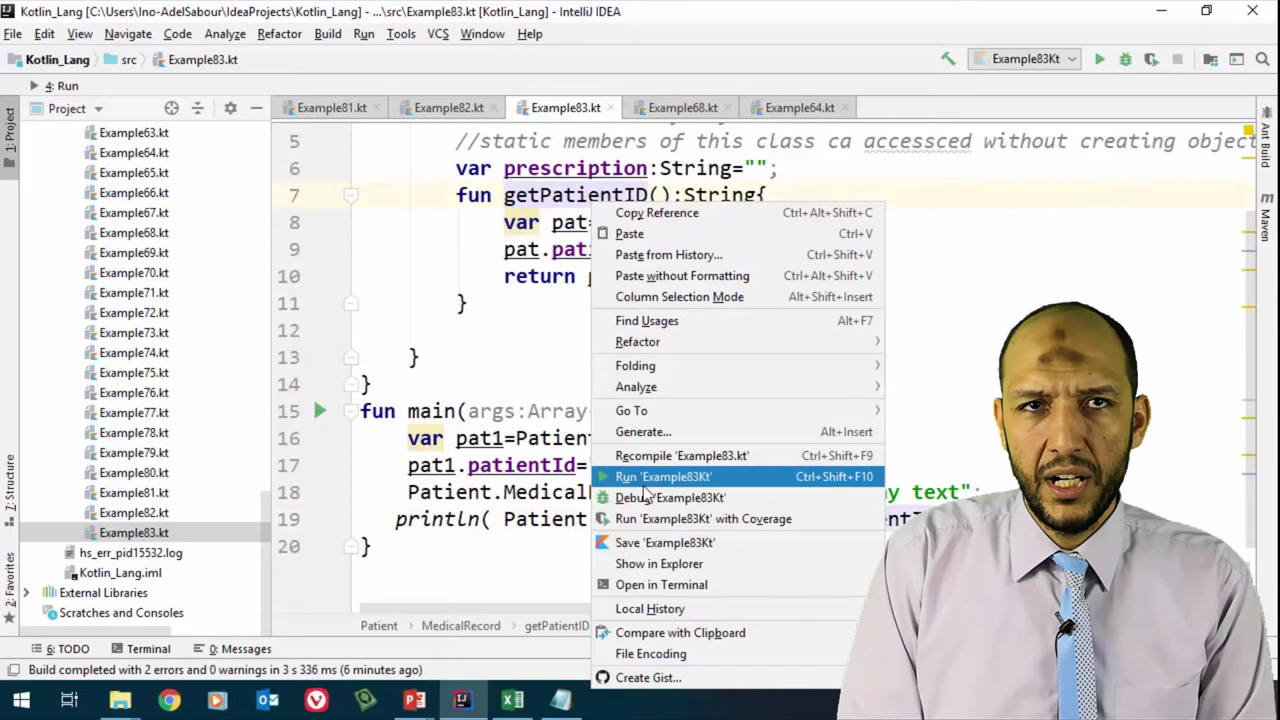 Kotlin_Lang [C:\Users\Ino-AdelSabour\IdeaProjects\Kotlin_Lang] - ...\src\Example83.kt [Kotlin_Lang] - IntelliJ IDEA
File Edit View Navigate Code Analyze Refactor Build Run Tools VCS Window Help
Kotlin_Lang src Example83.kt Example83Kt
4: Run
Project Example81.kt Example82.kt Example83.kt Example68.kt Example64.kt
1: Project
7: Structure
2: Favorites
Ant Build
Maven
Example63.kt
Example64.kt
Example65.kt
Example66.kt
Example67.kt
Example68.kt
Example69.kt
Example70.kt
Example71.kt
Example72.kt
Example73.kt
Example74.kt
Example75.kt
Example76.kt
Example77.kt
Example78.kt
Example79.kt
Example80.kt
Example81.kt
Example82.kt
Example83.kt
hs_err_pid15532.log
Kotlin_Lang.iml
External Libraries
Scratches and Consoles
5 //static members of this class ca accessced without creating object
6 var prescription:String="";
7 fun getPatientID():String{
8 var pat=
9 pat.pati
10 return
11 }
12
13 }
14 }
15 fun main(args:Array
16 var pat1=Patient
17 pat1.patientId=
18 Patient.MedicalR y text";
19 println( Patient
20 }
Copy Reference Ctrl+Alt+Shift+C
Paste Ctrl+V
Paste from History... Ctrl+Shift+V
Paste without Formatting Ctrl+Alt+Shift+V
Column Selection Mode Alt+Shift+Insert
Find Usages Alt+F7
Refactor
Folding
Analyze
Go To
Generate... Alt+Insert
Recompile 'Example83.kt' Ctrl+Shift+F9
Run 'Example83Kt' Ctrl+Shift+F10
Debug 'Example83Kt'
Run 'Example83Kt' with Coverage
Save 'Example83Kt'
Show in Explorer
Open in Terminal
Local History
Compare with Clipboard
File Encoding
Create Gist...
Patient MedicalRecord getPatientID
6: TODO Terminal 0: Messages
Build completed with 2 errors and 0 warnings in 3 s 336 ms (6 minutes ago)